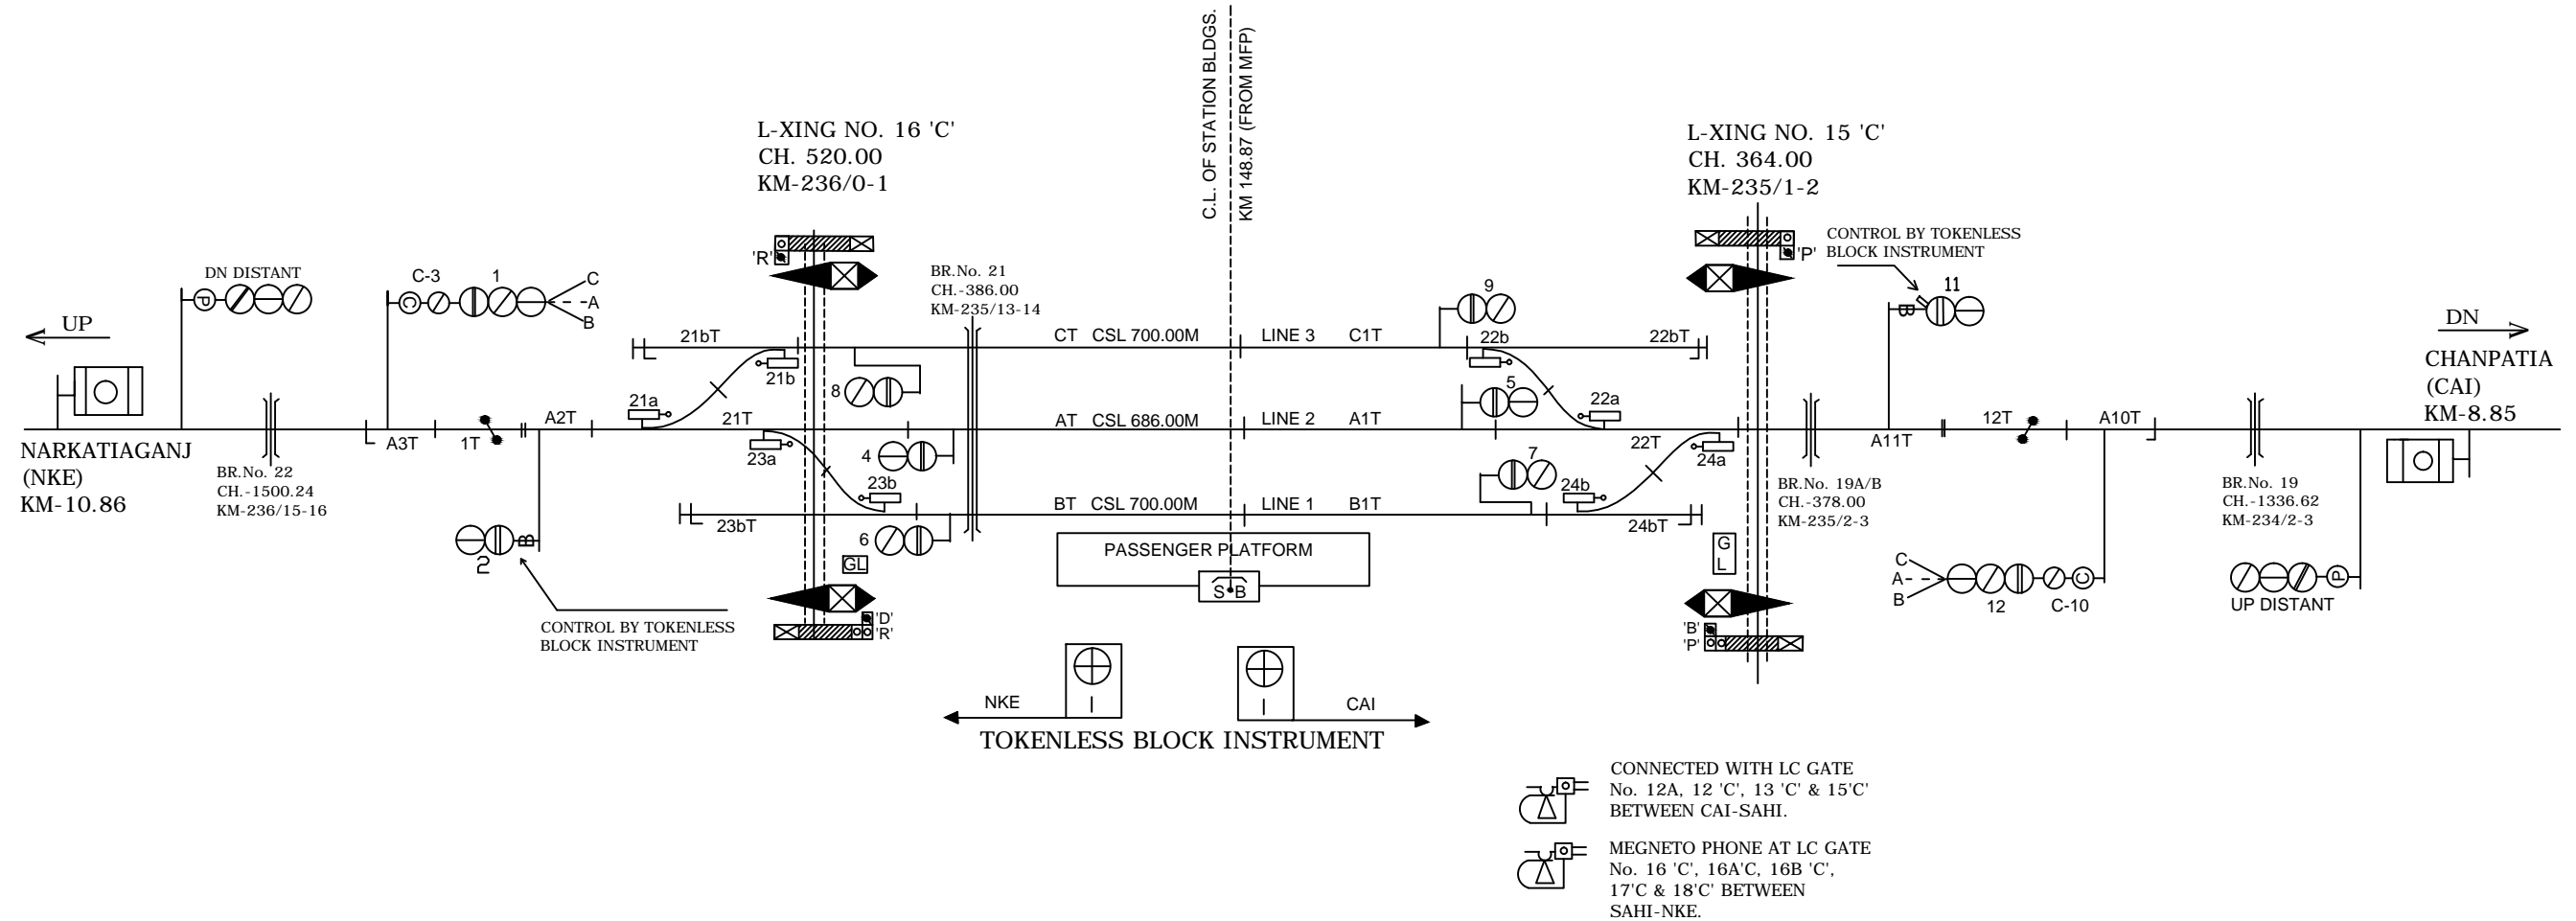 C.L. OF STATION BLDGS.
KM 148.87 (FROM MFP)
L-XING NO. 16 'C'
CH. 520.00
KM-236/0-1
L-XING NO. 15 'C'
CH. 364.00
KM-235/1-2
'R'
'P'
CONTROL BY TOKENLESS
BLOCK INSTRUMENT
DN DISTANT
P
C-3
C
1
C
A
B
BR.No. 21
CH.-386.00
KM-235/13-14
9
B
11
UP
DN
21bT
CT CSL 700.00M
LINE 3
C1T
22b
22bT
21b
8
5
CHANPATIA
(CAI)
KM-8.85
21a
22a
A3T
1T
A2T
21T
AT CSL 686.00M
LINE 2
A1T
22T
A11T
12T
A10T
NARKATIAGANJ
(NKE)
KM-10.86
BR.No. 22
CH.-1500.24
KM-236/15-16
23a
4
7
24a
23b
24b
BR.No. 19A/B
CH.-378.00
KM-235/2-3
BR.No. 19
CH.-1336.62
KM-234/2-3
23bT
BT CSL 700.00M
LINE 1
B1T
24bT
2
B
6
GL
PASSENGER PLATFORM
G
L
S B
C
A
B
12
C
C-10
P
UP DISTANT
CONTROL BY TOKENLESS
BLOCK INSTRUMENT
'D'
'R'
'B'
'P'
NKE
CAI
TOKENLESS BLOCK INSTRUMENT
CONNECTED WITH LC GATE
No. 12A, 12 'C', 13 'C' & 15'C'
BETWEEN CAI-SAHI.
MEGNETO PHONE AT LC GATE
No. 16 'C', 16A'C, 16B 'C',
17'C & 18'C' BETWEEN
SAHI-NKE.